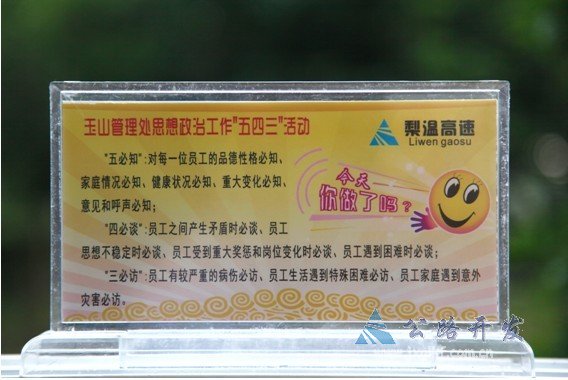 玉山管理处思想政治工作"五四三"活动
梨温高速
Liwen gaosu
"五必知":对每一位员工的品德性格必知、
家庭情况必知、健康状况必知、重大变化必知、
意见和呼声必知;
今天
你做了吗?
"四必谈":员工之间产生矛盾时必谈、员工
思想不稳定时必谈、员工受到重大奖惩和岗位变化时必谈、员工遇到困难时必谈;
"三必访":员工有较严重的病伤必访、员工生活遇到特殊困难必访、员工家庭遇到意外
灾害必访。
公路开发